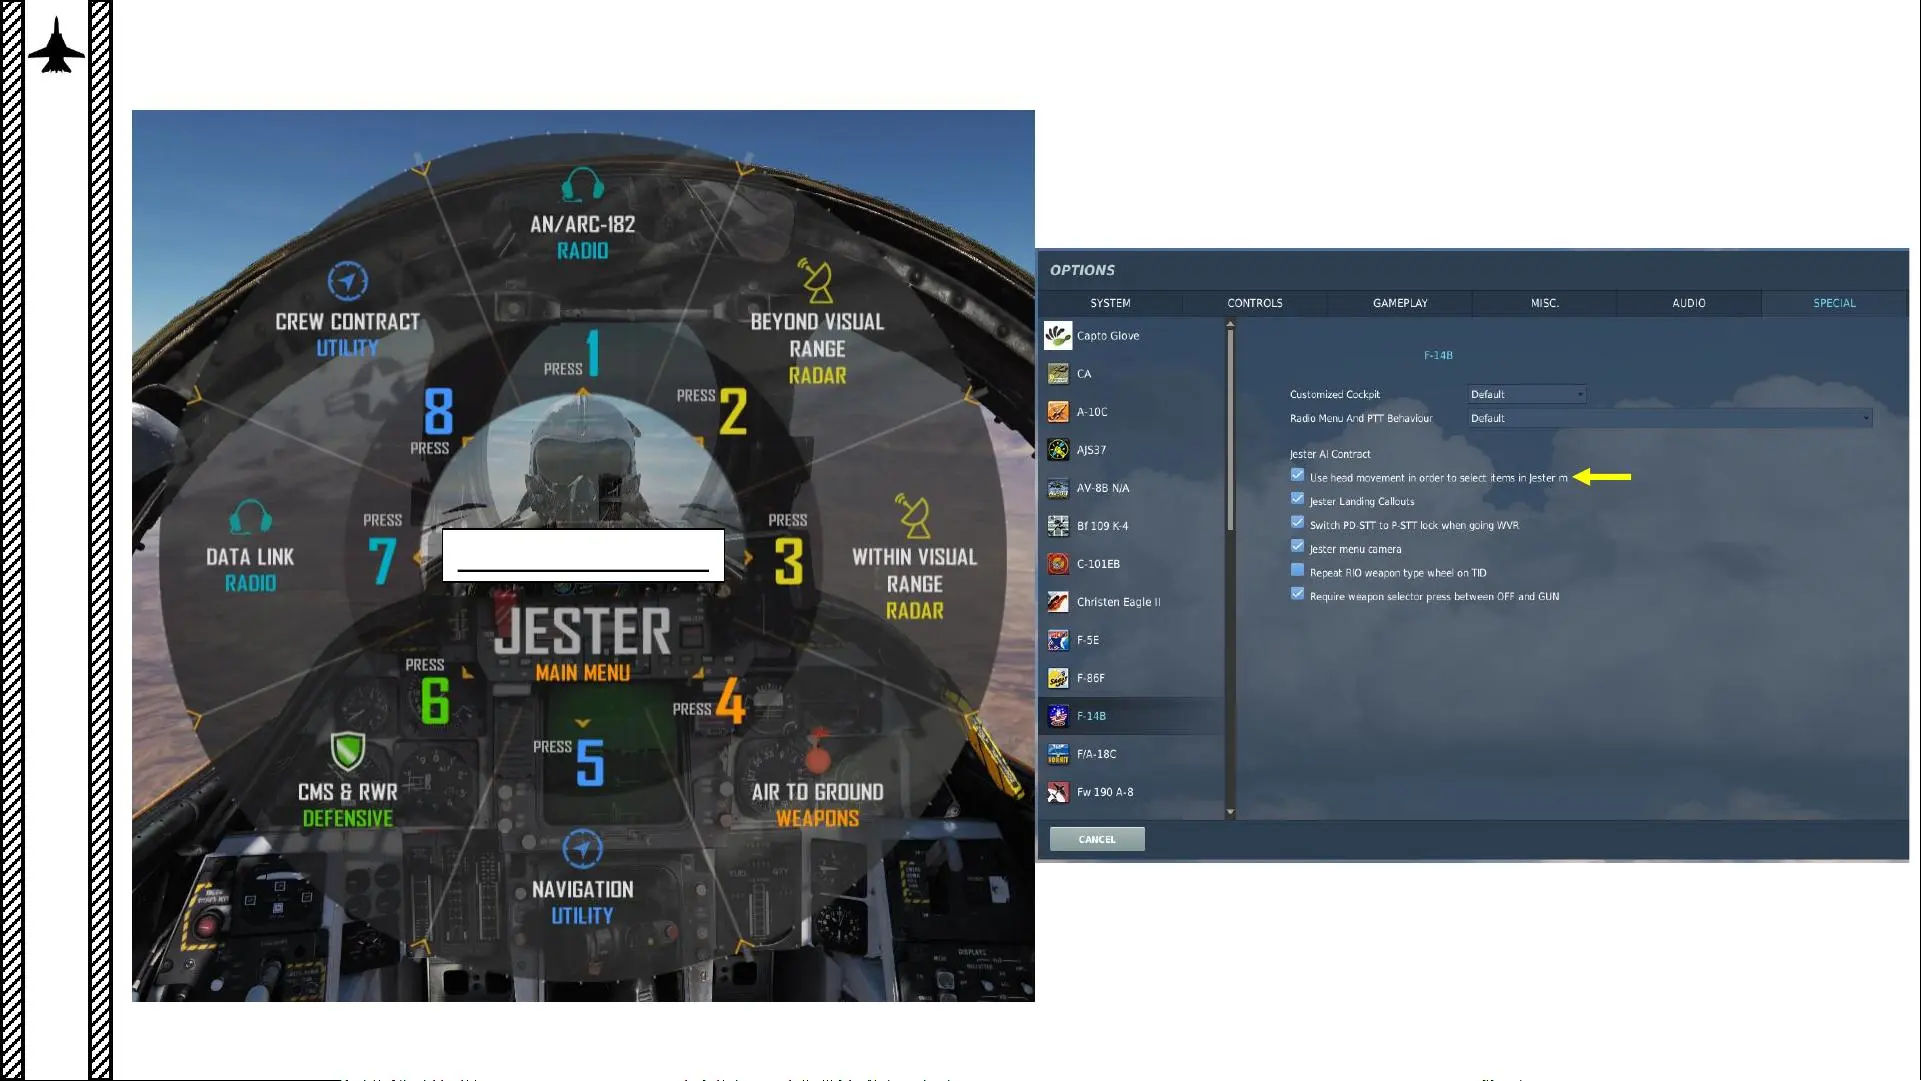 AN/ARC-182
RADIO
CREW CONTRACT
UTILITY
BEYOND VISUAL
RANGE
RADAR
PRESS 1
PRESS 2
8
PRESS
DATA LINK
RADIO
PRESS
7
PRESS
3
WITHIN VISUAL
RANGE
RADAR
JESTER
MAIN MENU
PRESS
6
PRESS 4
PRESS 5
CMS & RWR
DEFENSIVE
AIR TO GROUND
WEAPONS
NAVIGATION
UTILITY
DISPLAYS
OPTIONS
SYSTEM CONTROLS GAMEPLAY MISC. AUDIO SPECIAL
Capto Glove
CA
A-10C
AJS37
AV-8B N/A
Bf 109 K-4
C-101EB
Christen Eagle II
F-5E
F-86F
F-14B
F/A-18C
Fw 190 A-8
F-14B
Customized Cockpit Default
Radio Menu And PTT Behaviour Default
Jester AI Contract
Use head movement in order to select items in Jester m
Jester Landing Callouts
Switch PD-STT to P-STT lock when going WVR
Jester menu camera
Repeat RIO weapon type wheel on TID
Require weapon selector press between OFF and GUN
CANCEL